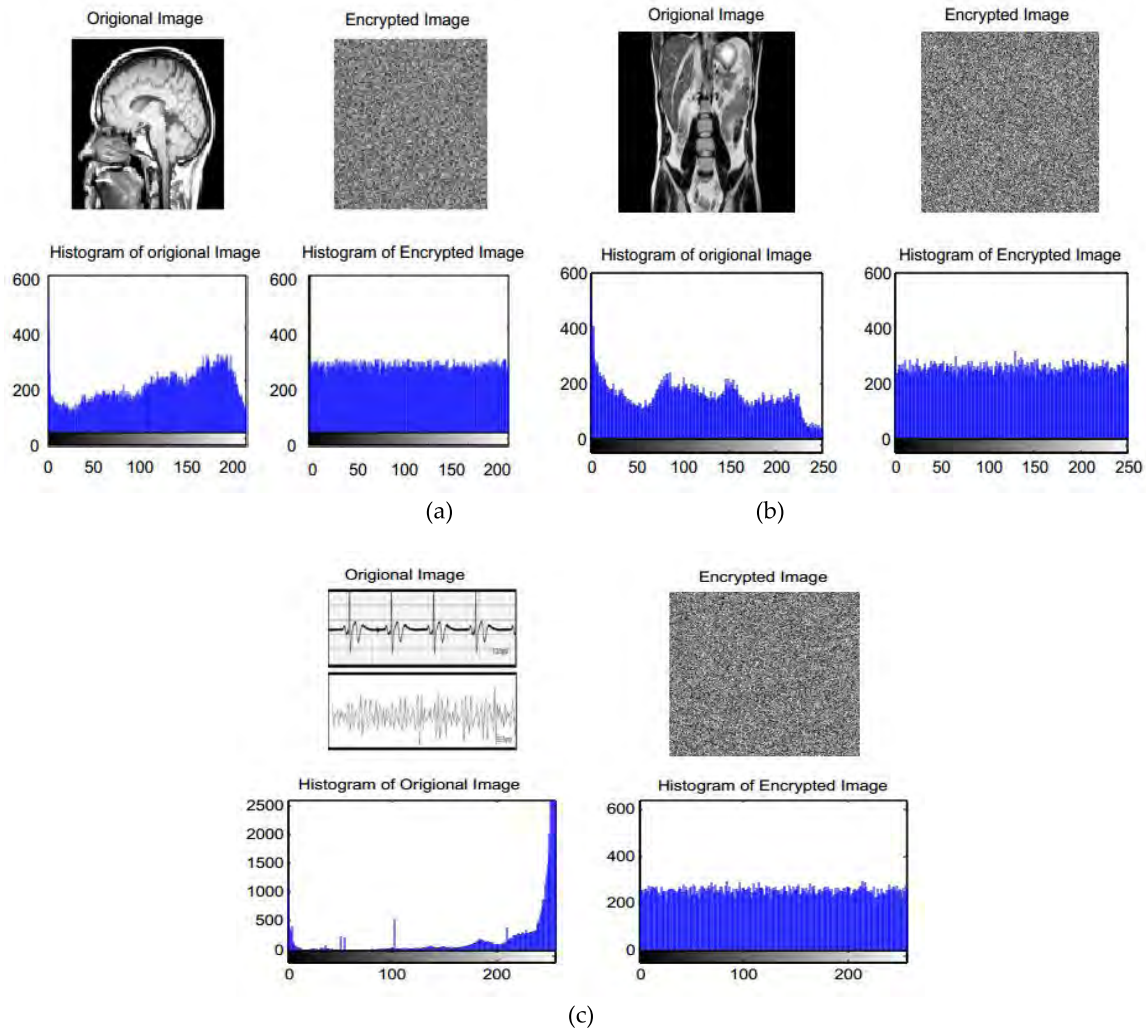 Origional Image
Encrypted Image
Histogram of origional Image
Histogram of Encrypted Image
600
400
200
0
0 50 100 150 200
0 50 100 150 200
(a)
Origional Image
Encrypted Image
Histogram of origional Image
Histogram of Encrypted Image
600
400
200
0
0 50 100 150 200 250
600
400
200
0
0 50 100 150 200 250
(b)
Origional Image
Encrypted Image
Histogram of Origional Image
2500
2000
1500
1000
500
0
0 100 200
Histogram of Encrypted Image
600
400
200
0
0 100 200
(c)